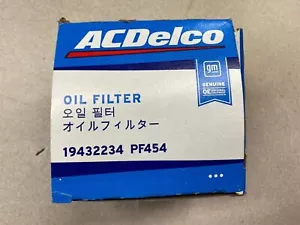 ACDelco
gm
GENUINE
OE
OIL FILTER
오일 필터
オイルフィルター
19432234 PF454